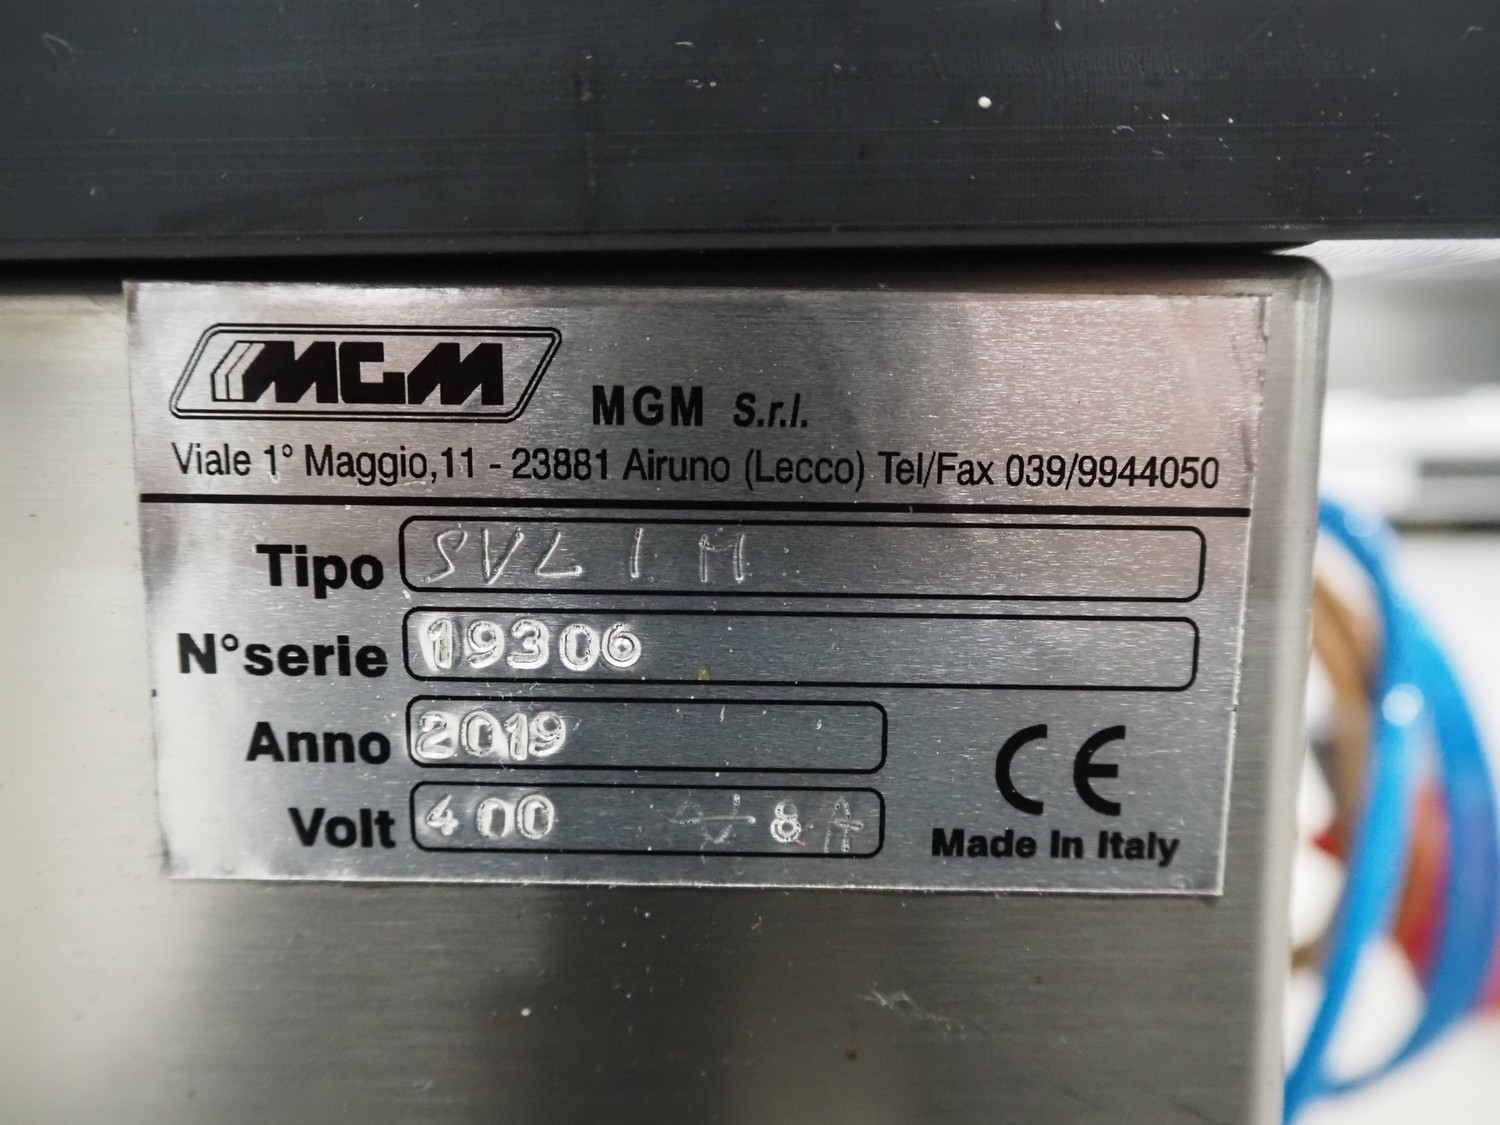 MGM
MGM S.r.l.
Viale 1° Maggio,11 - 23881 Airuno (Lecco) Tel/Fax 039/9944050
Tipo SVL 1 M
N°serie 19306
Anno 2019
Volt 400 8 A
CE
Made In Italy